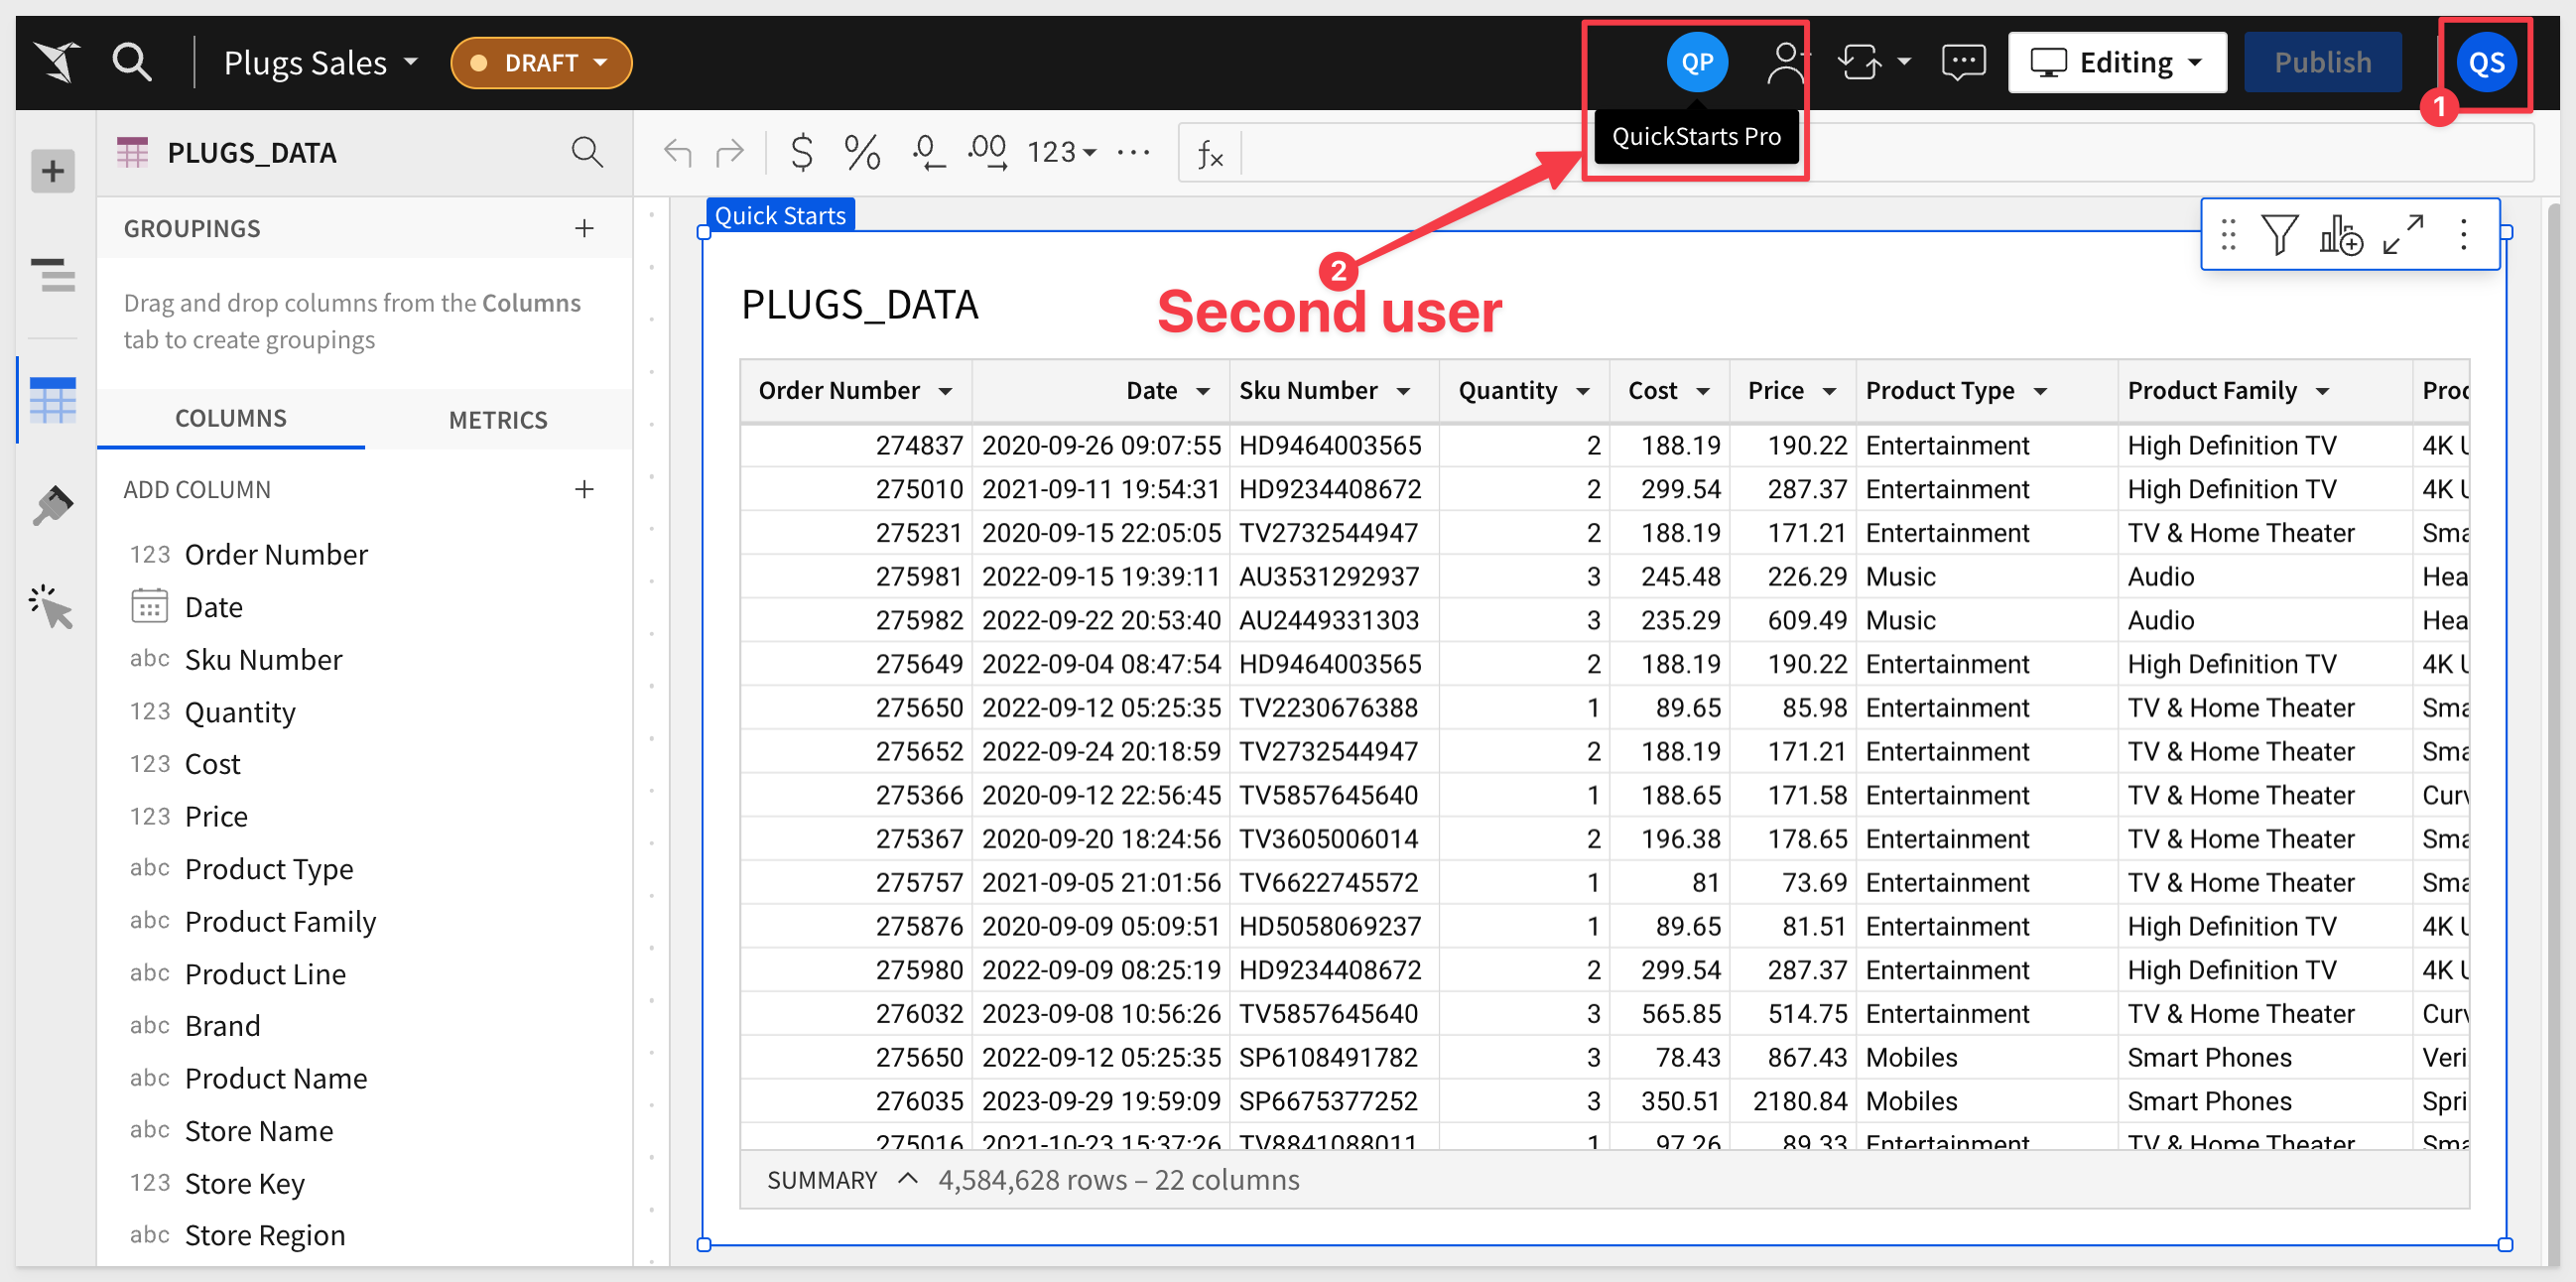 Plugs Sales
DRAFT
QP
Editing
Publish
QS
1
QuickStarts Pro
PLUGS_DATA
$ % .0 .00 123 ... fx
GROUPINGS +
Drag and drop columns from the Columns
tab to create groupings
COLUMNS METRICS
ADD COLUMN +
123 Order Number
Date
abc Sku Number
123 Quantity
123 Cost
123 Price
abc Product Type
abc Product Family
abc Product Line
abc Brand
abc Product Name
abc Store Name
123 Store Key
abc Store Region
Quick Starts
2
Second user
PLUGS_DATA
Order Number Date Sku Number Quantity Cost Price Product Type Product Family
274837 2020-09-26 09:07:55 HD9464003565 2 188.19 190.22 Entertainment High Definition TV 4K
275010 2021-09-11 19:54:31 HD9234408672 2 299.54 287.37 Entertainment High Definition TV 4K
275231 2020-09-15 22:05:05 TV2732544947 2 188.19 171.21 Entertainment TV & Home Theater
275981 2022-09-15 19:39:11 AU3531292937 3 245.48 226.29 Music Audio
275982 2022-09-22 20:53:40 AU2449331303 3 235.29 609.49 Music Audio
275649 2022-09-04 08:47:54 HD9464003565 2 188.19 190.22 Entertainment High Definition TV 4K
275650 2022-09-12 05:25:35 TV2230676388 1 89.65 85.98 Entertainment TV & Home Theater
275652 2022-09-24 20:18:59 TV2732544947 2 188.19 171.21 Entertainment TV & Home Theater
275366 2020-09-12 22:56:45 TV5857645640 1 188.65 171.58 Entertainment TV & Home Theater
275367 2020-09-20 18:24:56 TV3605006014 2 196.38 178.65 Entertainment TV & Home Theater
275757 2021-09-05 21:01:56 TV6622745572 1 81 73.69 Entertainment TV & Home Theater
275876 2020-09-09 05:09:51 HD5058069237 1 89.65 81.51 Entertainment High Definition TV 4K
275980 2022-09-09 08:25:19 HD9234408672 2 299.54 287.37 Entertainment High Definition TV 4K
276032 2023-09-08 10:56:26 TV5857645640 3 565.85 514.75 Entertainment TV & Home Theater
275650 2022-09-12 05:25:35 SP6108491782 3 78.43 867.43 Mobiles Smart Phones
276035 2023-09-29 19:59:09 SP6675377252 3 350.51 2180.84 Mobiles Smart Phones
275016 2021-10-23 15:37:26 TV8841088011 1 97.26 89.33 Entertainment TV & Home Theater
SUMMARY 4,584,628 rows – 22 columns